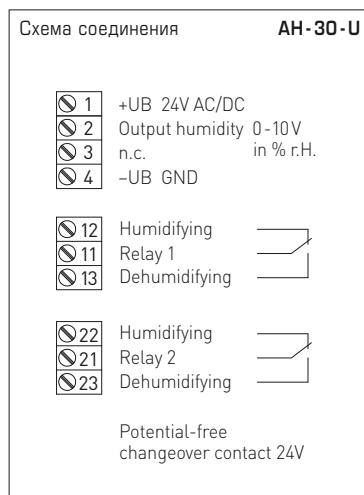 Схема соединения AH-30-U
1 +UB 24V AC/DC
2 Output humidity 0-10 V
3 n.c. in % r.H.
4 –UB GND
12 Humidifying
11 Relay 1
13 Dehumidifying
22 Humidifying
21 Relay 2
23 Dehumidifying
Potential-free
changeover contact 24V